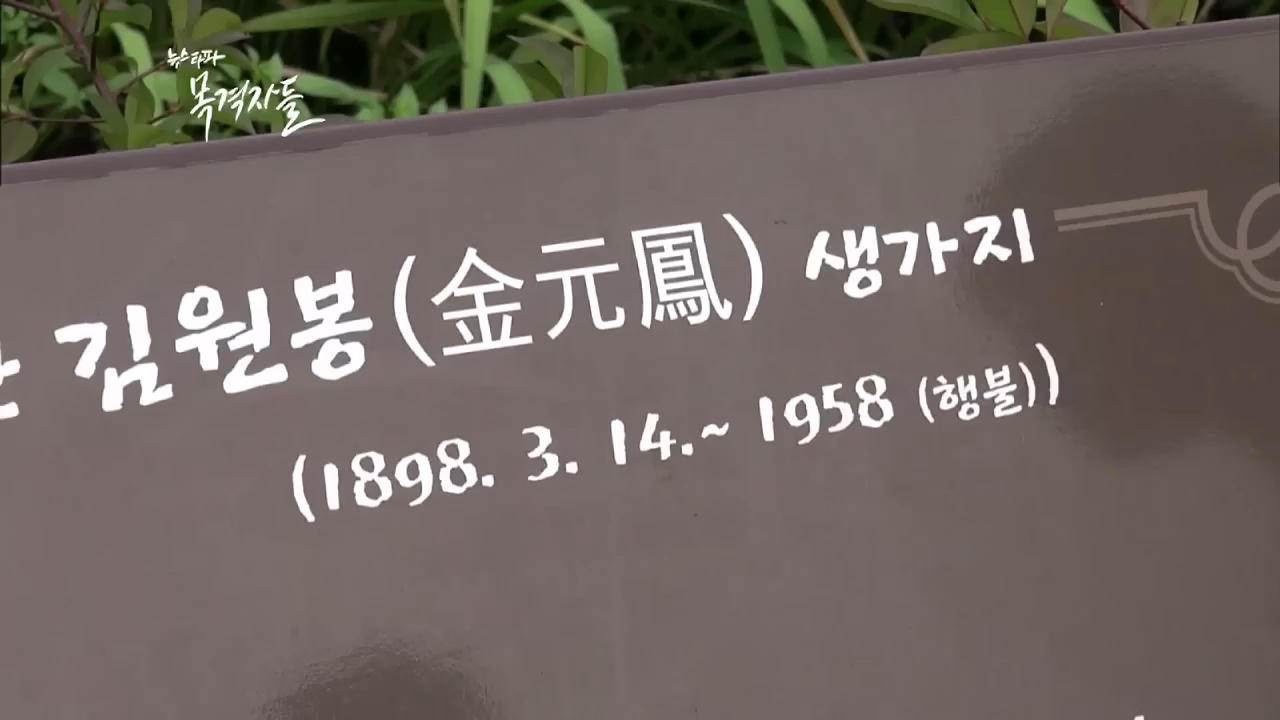 뉴스타파
목격자들
김원봉(金元鳳) 생가지
(1898. 3. 14.~ 1958 (행불))